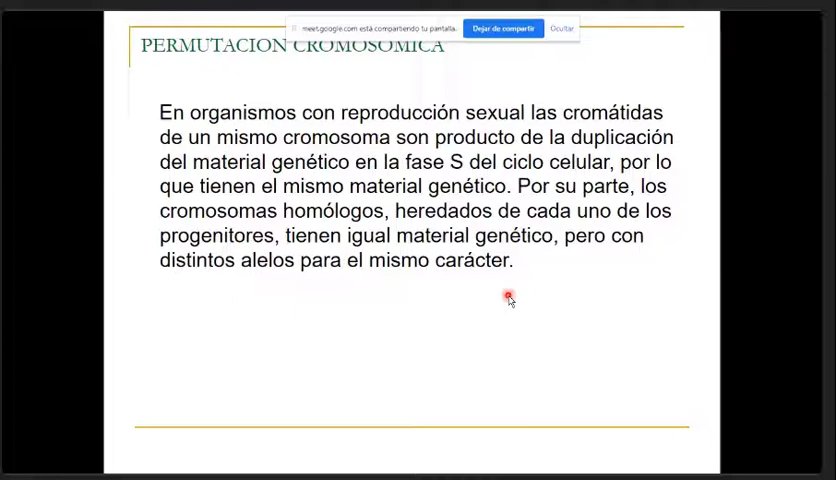 meet.google.com está compartiendo tu pantalla.
Dejar de compartir
Ocultar
PERMUTACION CROMOSOMICA
En organismos con reproducción sexual las cromátidas
de un mismo cromosoma son producto de la duplicación
del material genético en la fase S del ciclo celular, por lo
que tienen el mismo material genético. Por su parte, los
cromosomas homólogos, heredados de cada uno de los
progenitores, tienen igual material genético, pero con
distintos alelos para el mismo carácter.